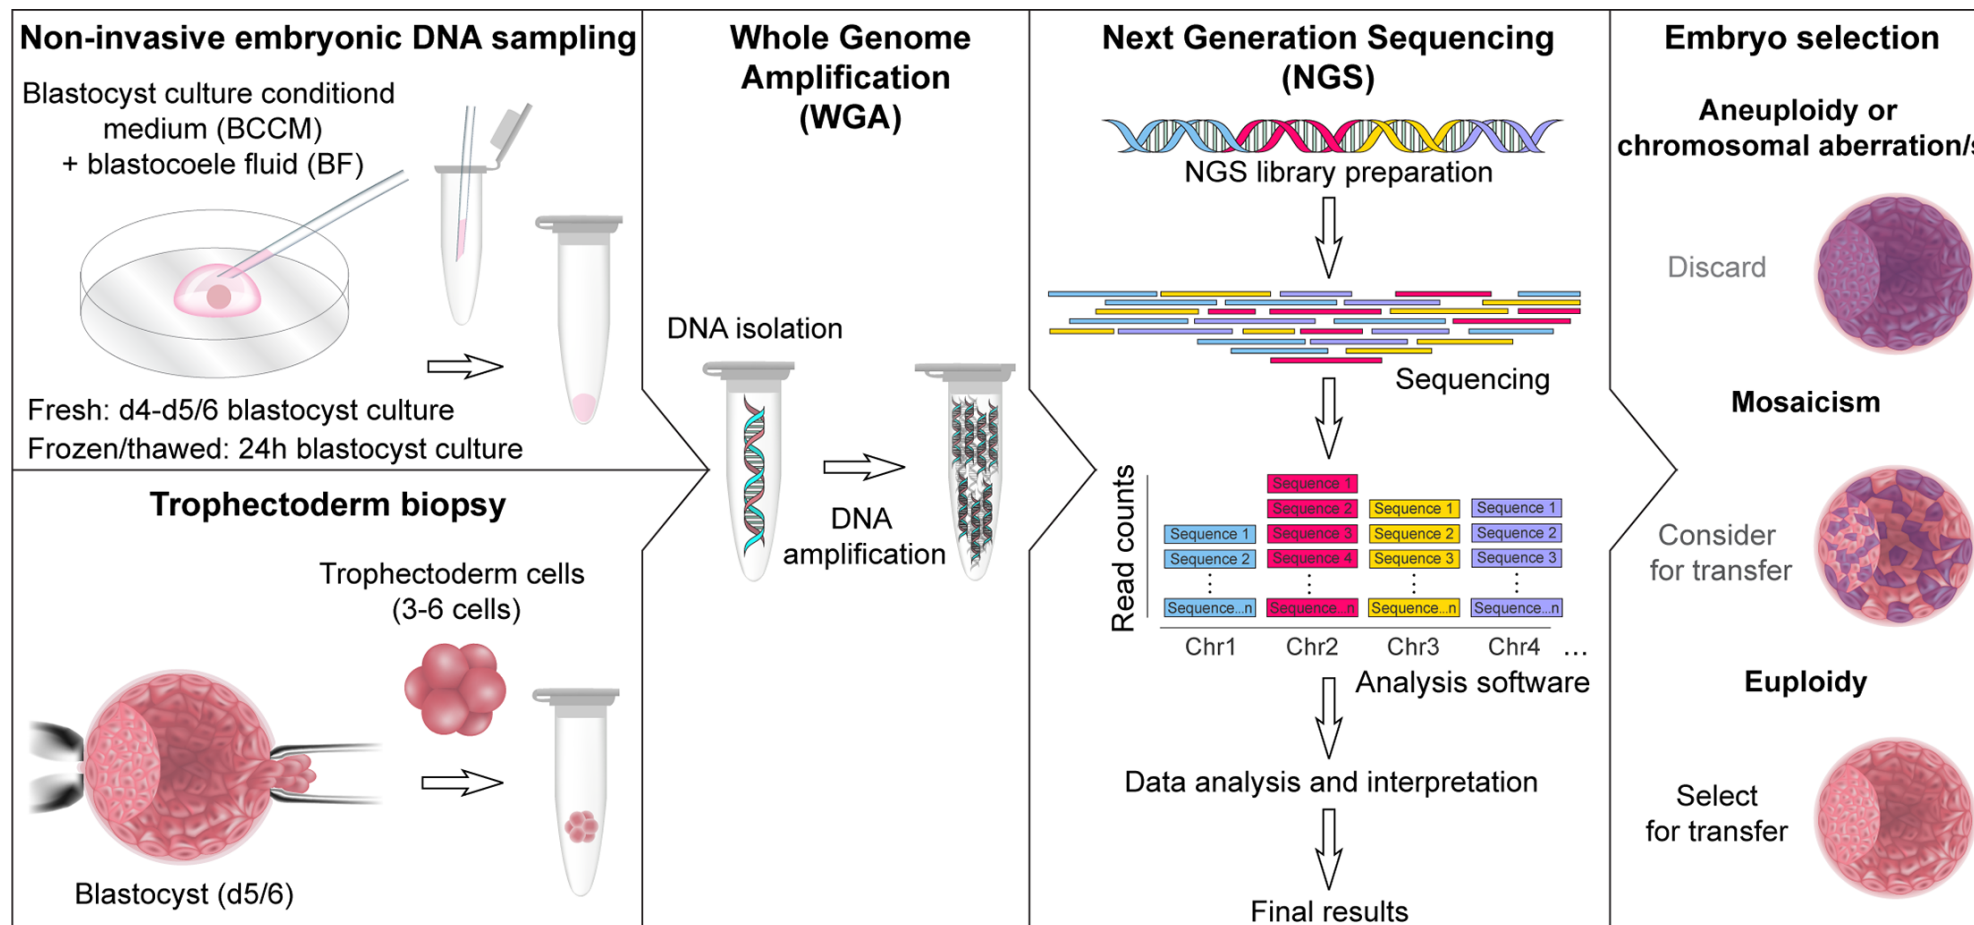 Non-invasive embryonic DNA sampling
Blastocyst culture conditiond
medium (BCCM)
+ blastocoele fluid (BF)
Fresh: d4-d5/6 blastocyst culture
Frozen/thawed: 24h blastocyst culture
Trophectoderm biopsy
Trophectoderm cells
(3-6 cells)
Blastocyst (d5/6)
Whole Genome
Amplification
(WGA)
DNA isolation
DNA
amplification
Next Generation Sequencing
(NGS)
NGS library preparation
Sequencing
Read counts
Sequence 1
Sequence 2
Sequence...n
Chr1
Sequence 1
Sequence 2
Sequence 3
Sequence 4
Sequence...n
Chr2
Sequence 1
Sequence 2
Sequence 3
Sequence...n
Chr3
Sequence 1
Sequence 2
Sequence 3
Sequence...n
Chr4
...
Analysis software
Data analysis and interpretation
Final results
Embryo selection
Aneuploidy or
chromosomal aberration/s
Discard
Mosaicism
Consider
for transfer
Euploidy
Select
for transfer